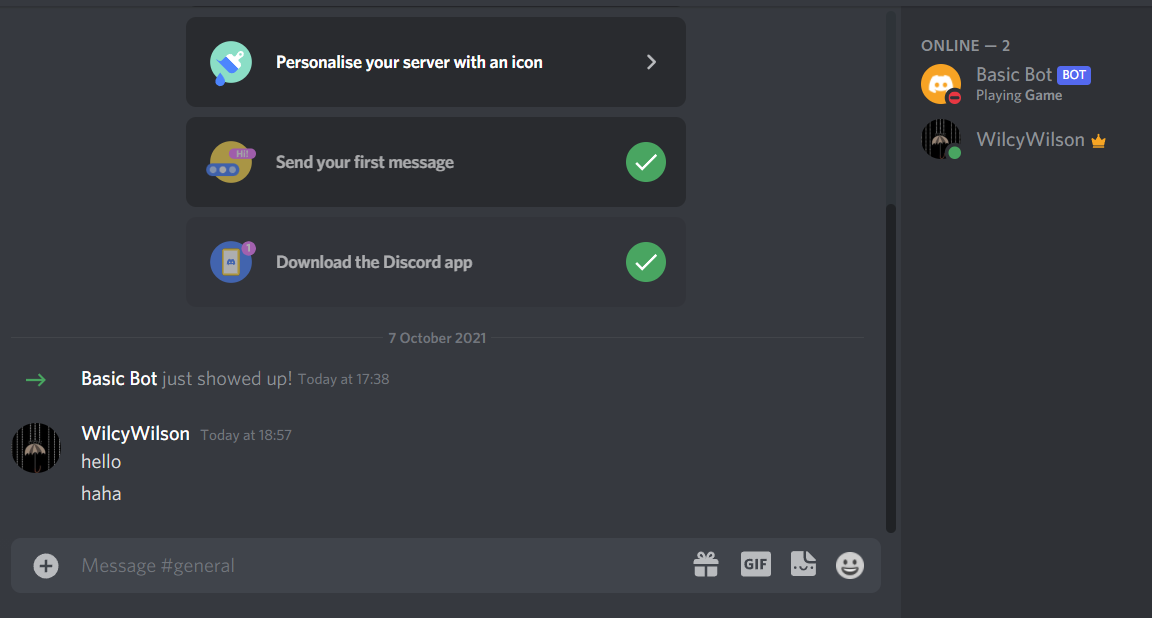 Personalise your server with an icon
Hi!
Send your first message
1
Download the Discord app
7 October 2021
Basic Bot just showed up! Today at 17:38
WilcyWilson Today at 18:57
hello
haha
Message #general
GIF
ONLINE — 2
Basic Bot BOT
Playing Game
WilcyWilson